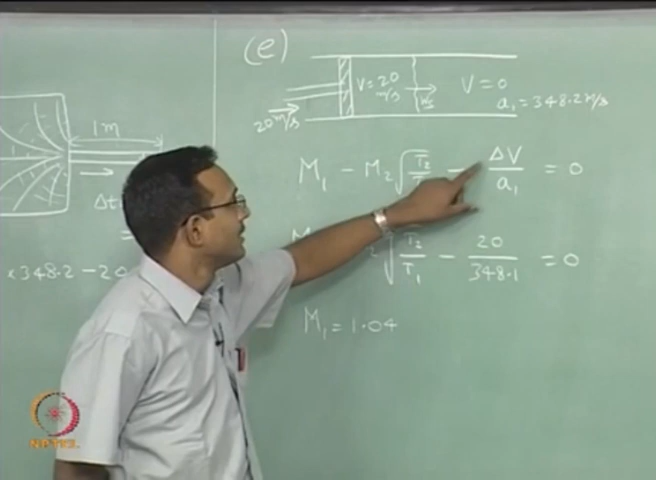 (e)
V=20 m/s
V=0
a₁=348.2 m/s
20 m/s
1m
Δt
M₁ − M₂ √(T₂/T − ΔV/a₁ = 0
√(T₂/T₁) − 20/348.1 = 0
×348.2−20
M₁ = 1.04
NPTEL